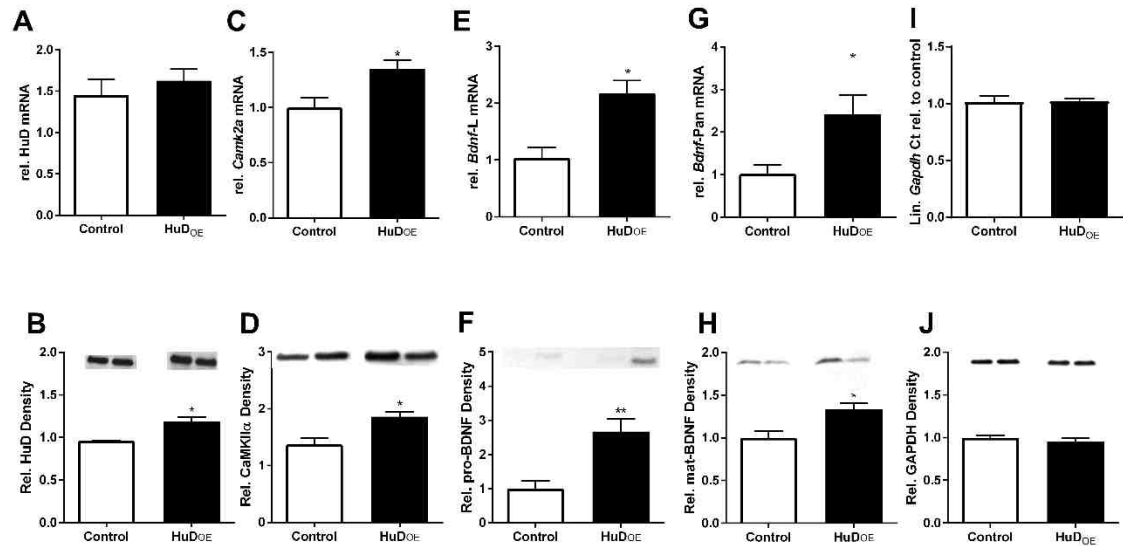 A
rel. HuD mRNA
2.0
1.5
1.0
0.5
0.0
Control HuDOE
C
rel. Camk2a mRNA
1.5
1.0
0.5
0.0
*
Control HuDOE
E
rel. Bdnf-L mRNA
3
2
1
0
*
Control HuDOE
G
rel. Bdnf-Pan mRNA
4
3
2
1
0
*
Control HuDOE
I
Lin. Gapdh Ct rel. to control
1.5
1.0
0.5
0.0
Control HuDOE
B
Rel. HuD Density
2.0
1.5
1.0
0.5
0.0
*
Control HuDOE
D
Rel. CaMKIIα Density
3
2
1
0
*
Control HuDOE
F
Rel. pro-BDNF Density
5
4
3
2
1
0
**
Control HuDOE
H
Rel. mat-BDNF Density
2.0
1.5
1.0
0.5
0.0
*
Control HuDOE
J
Rel. GAPDH Density
2.0
1.5
1.0
0.5
0.0
Control HuDOE